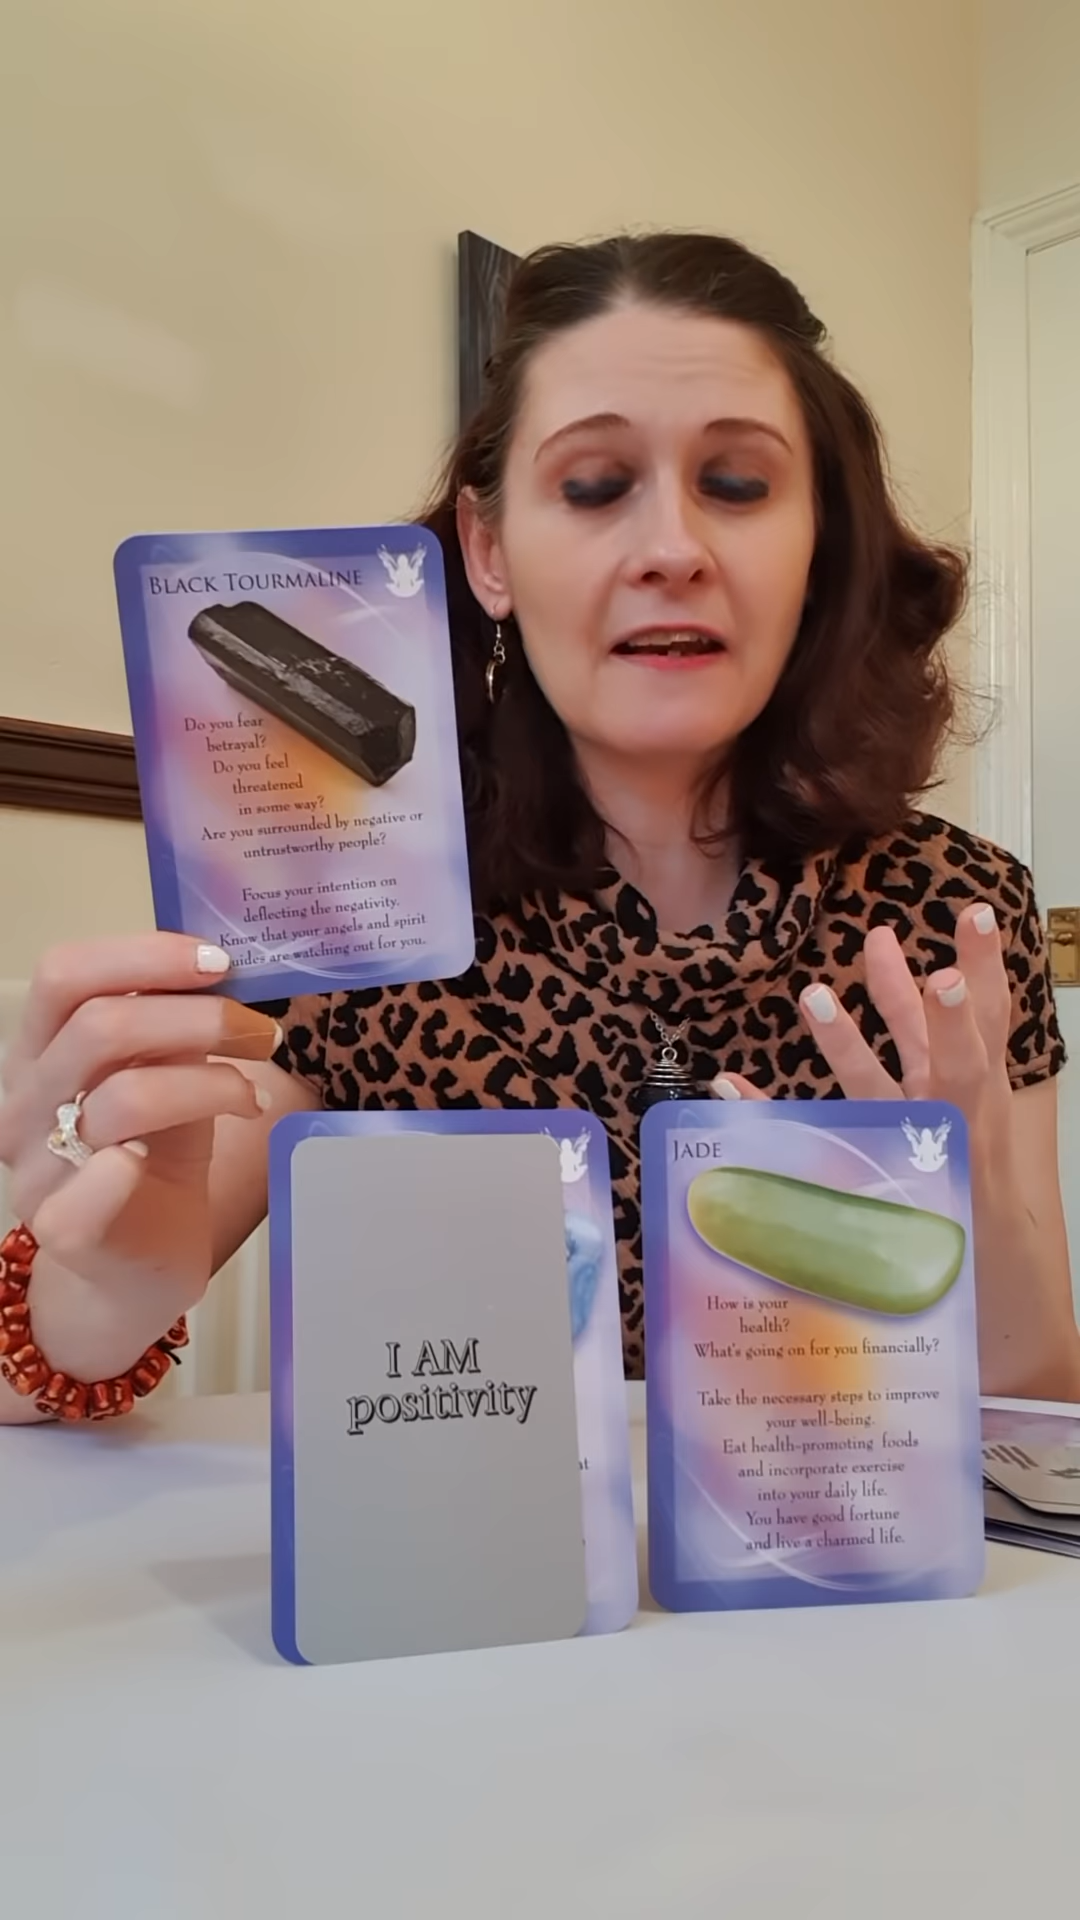 BLACK TOURMALINE
Do you fear
betrayal?
Do you feel
threatened
in some way?
Are you surrounded by negative or
untrustworthy people?
Focus your intention on
deflecting the negativity.
Know that your angels and spirit
are watching out for you.
I AM
positivity
JADE
How is your
health?
What's going on for you financially?
Take the necessary steps to improve
your well-being.
Eat health-promoting foods
and incorporate exercise
into your daily life.
You have good fortune
and live a charmed life.